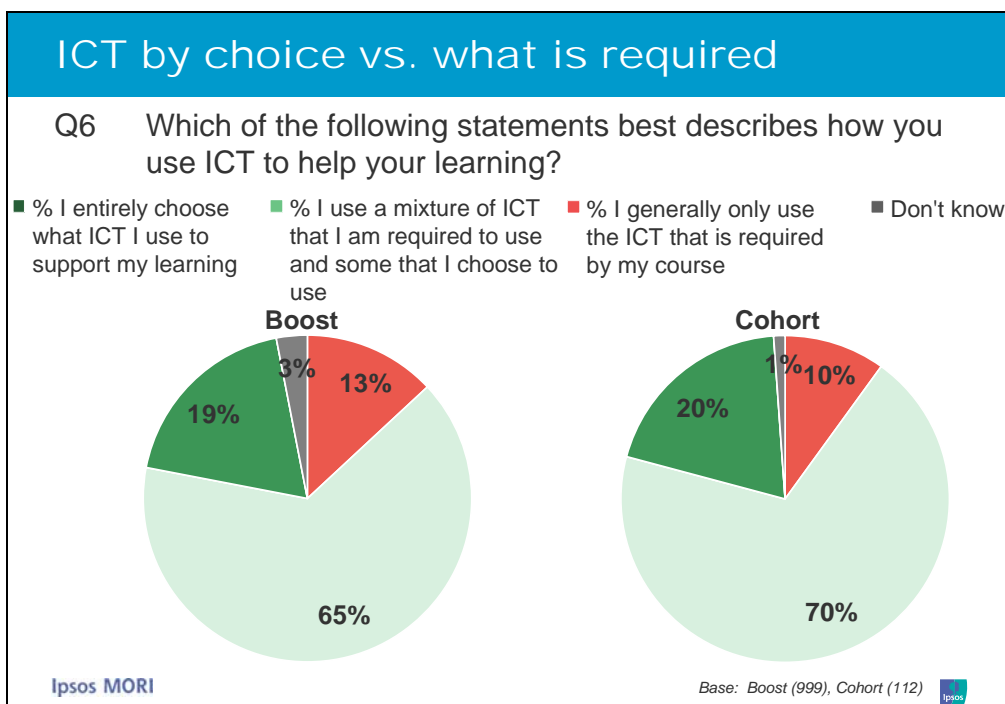 ICT by choice vs. what is required
Q6 Which of the following statements best describes how you
use ICT to help your learning?
% I entirely choose
what ICT I use to
support my learning
% I use a mixture of ICT
that I am required to use
and some that I choose to
use
% I generally only use
the ICT that is required
by my course
Don't know
Boost
3%
13%
19%
65%
Cohort
1%
10%
20%
70%
Ipsos MORI
Base: Boost (999), Cohort (112)
Ipsos